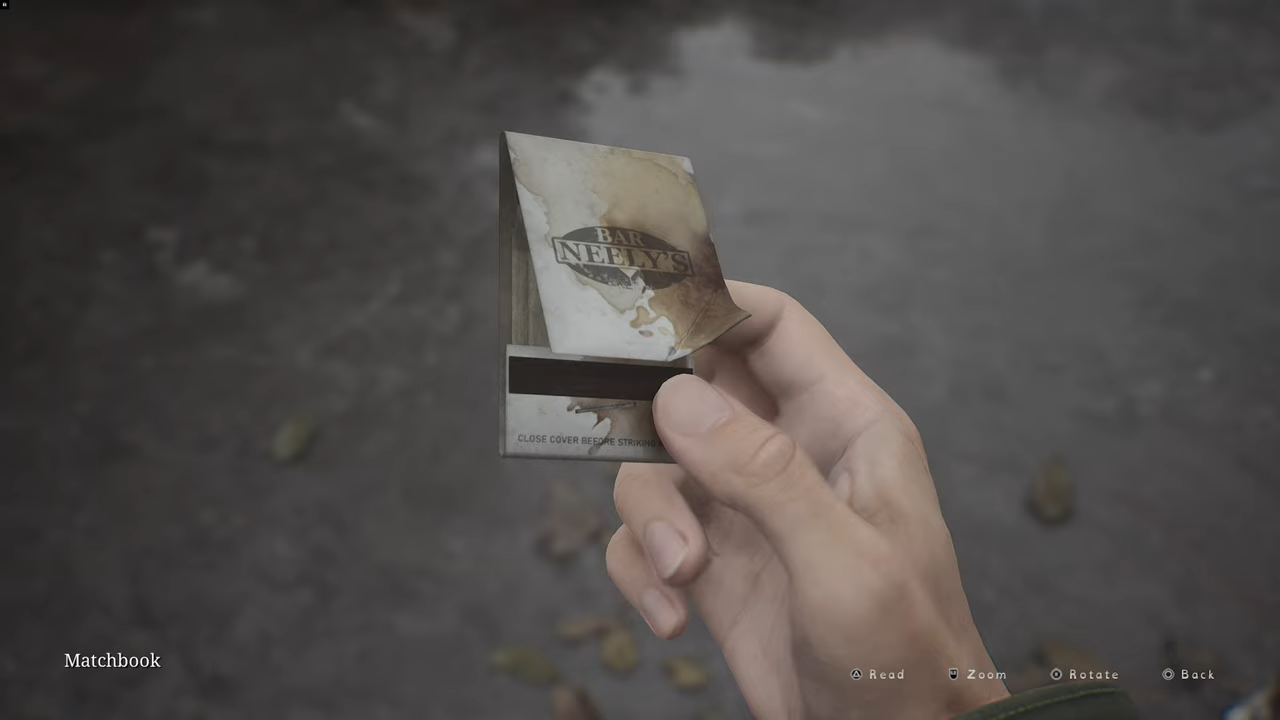 BAR
NEELY'S
CLOSE COVER BEFORE STRIKING
Matchbook
Read
Zoom
Rotate
Back